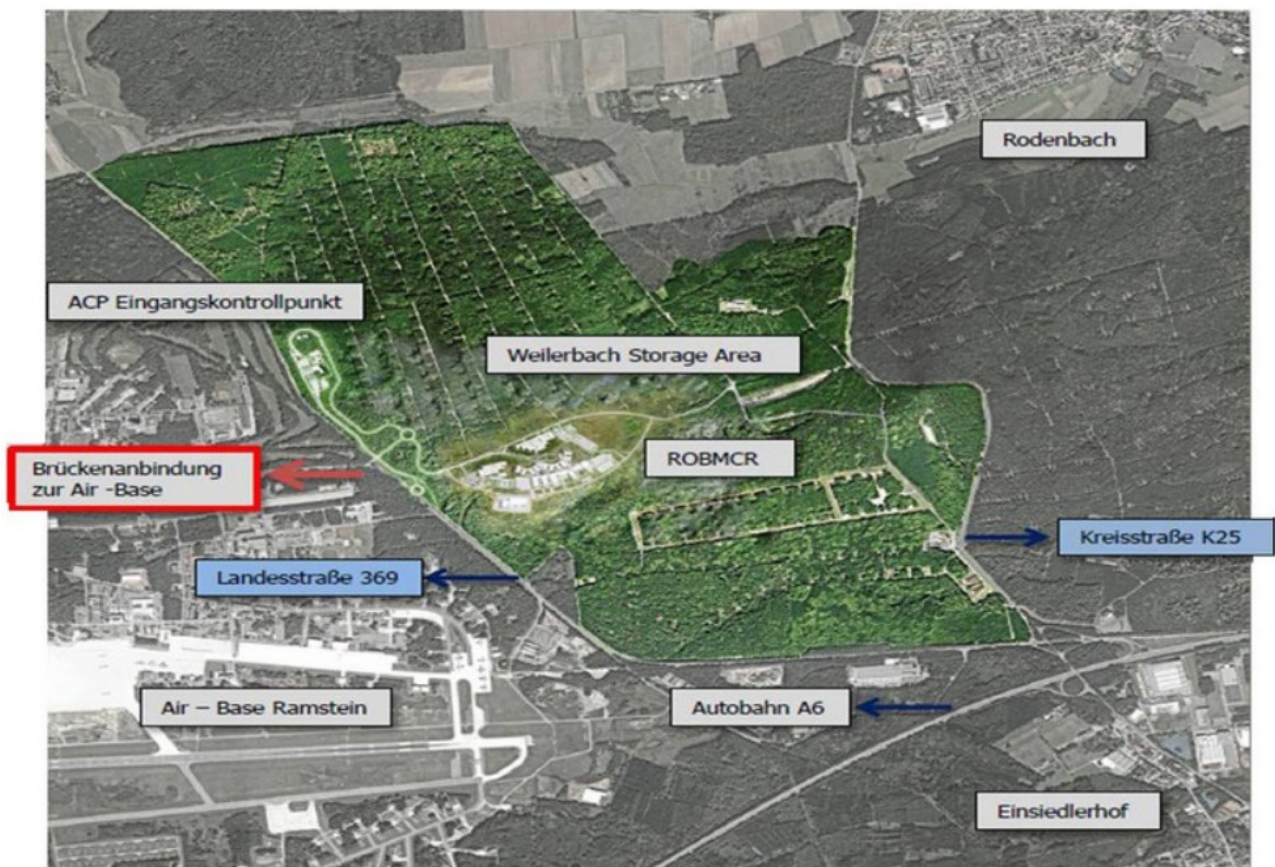 Rodenbach
ACP Eingangskontrollpunkt
Weilerbach Storage Area
Brückenanbindung
zur Air -Base
ROBMCR
Kreisstraße K25
Landesstraße 369
Air – Base Ramstein
Autobahn A6
Einsiedlerhof